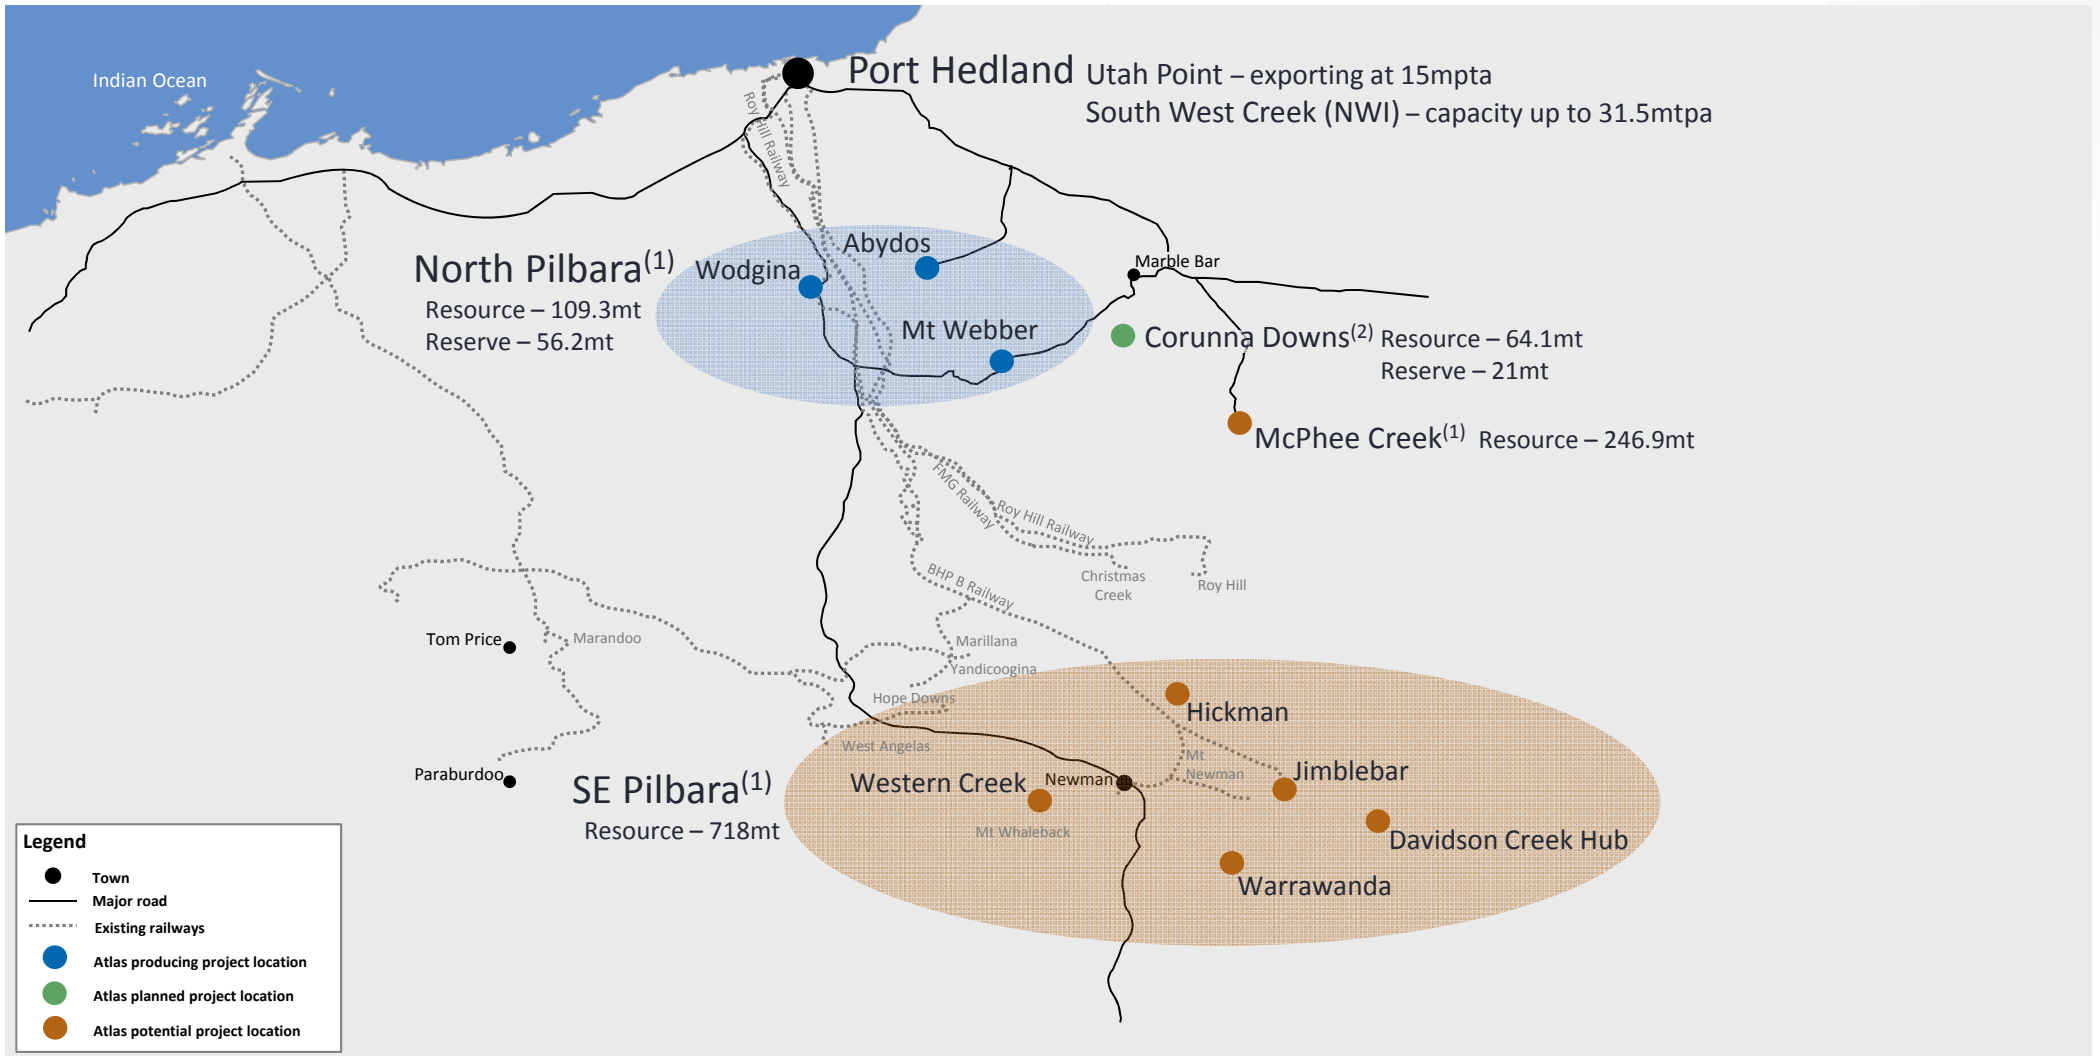 Indian Ocean
Port Hedland
Utah Point – exporting at 15mpta
South West Creek (NWI) – capacity up to 31.5mtpa
Roy Hill Railway
North Pilbara(1)
Resource – 109.3mt
Reserve – 56.2mt
Abydos
Wodgina
Mt Webber
Marble Bar
Corunna Downs(2) Resource – 64.1mt
Reserve – 21mt
McPhee Creek(1) Resource – 246.9mt
FMG Railway
Roy Hill Railway
BHP B Railway
Christmas
Creek
Roy Hill
Tom Price
Marandoo
Marillana
Yandicoogina
Hope Downs
West Angelas
Paraburdoo
SE Pilbara(1)
Resource – 718mt
Hickman
Mt
Newman
Western Creek
Newman
Jimblebar
Mt Whaleback
Davidson Creek Hub
Warrawanda
Legend
Town
Major road
Existing railways
Atlas producing project location
Atlas planned project location
Atlas potential project location